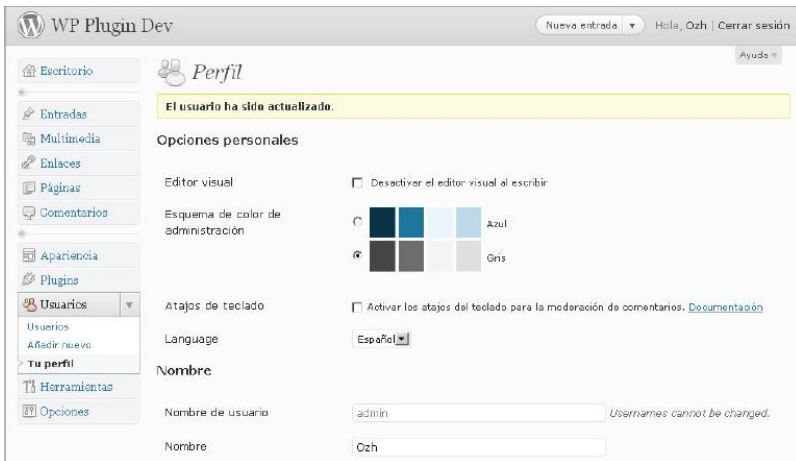 WP Plugin Dev
Nueva entrada
Hola, Ozh | Cerrar sesión
Ayuda
Escritorio
Entradas
Multimedia
Enlaces
Páginas
Comentarios
Apariencia
Plugins
Usuarios
Usuarios
Añadir nuevo
Tu perfil
Herramientas
Opciones
Perfil
El usuario ha sido actualizado.
Opciones personales
Editor visual
Desactivar el editor visual al escribir
Esquema de color de
administración
Azul
Gris
Atajos de teclado
Activar los atajos del teclado para la moderación de comentarios. Documentación
Language
Español
Nombre
Nombre de usuario
admin
Usernames cannot be changed.
Nombre
Ozh